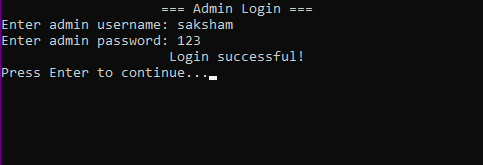 === Admin Login ===
Enter admin username: saksham
Enter admin password: 123
Login successful!
Press Enter to continue...